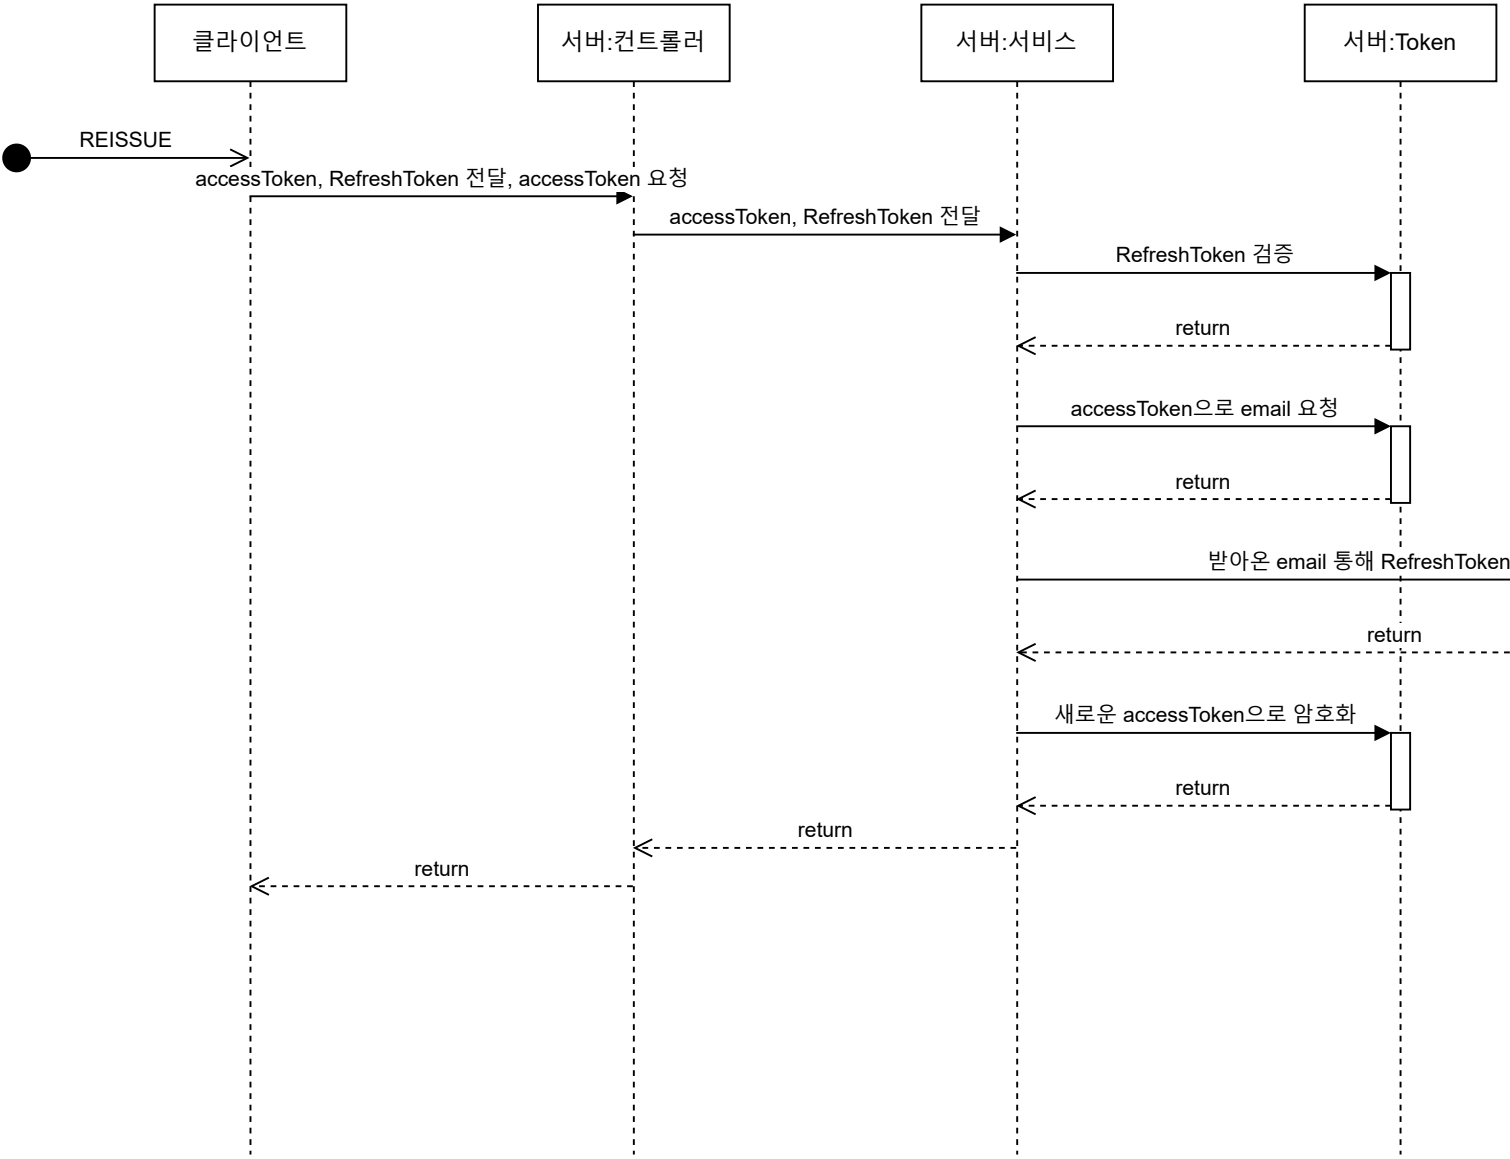 클라이언트
서버:컨트롤러
서버:서비스
서버:Token
REISSUE
accessToken, RefreshToken 전달, accessToken 요청
accessToken, RefreshToken 전달
RefreshToken 검증
return
accessToken으로 email 요청
return
받아온 email 통해 RefreshToken
return
새로운 accessToken으로 암호화
return
return
return